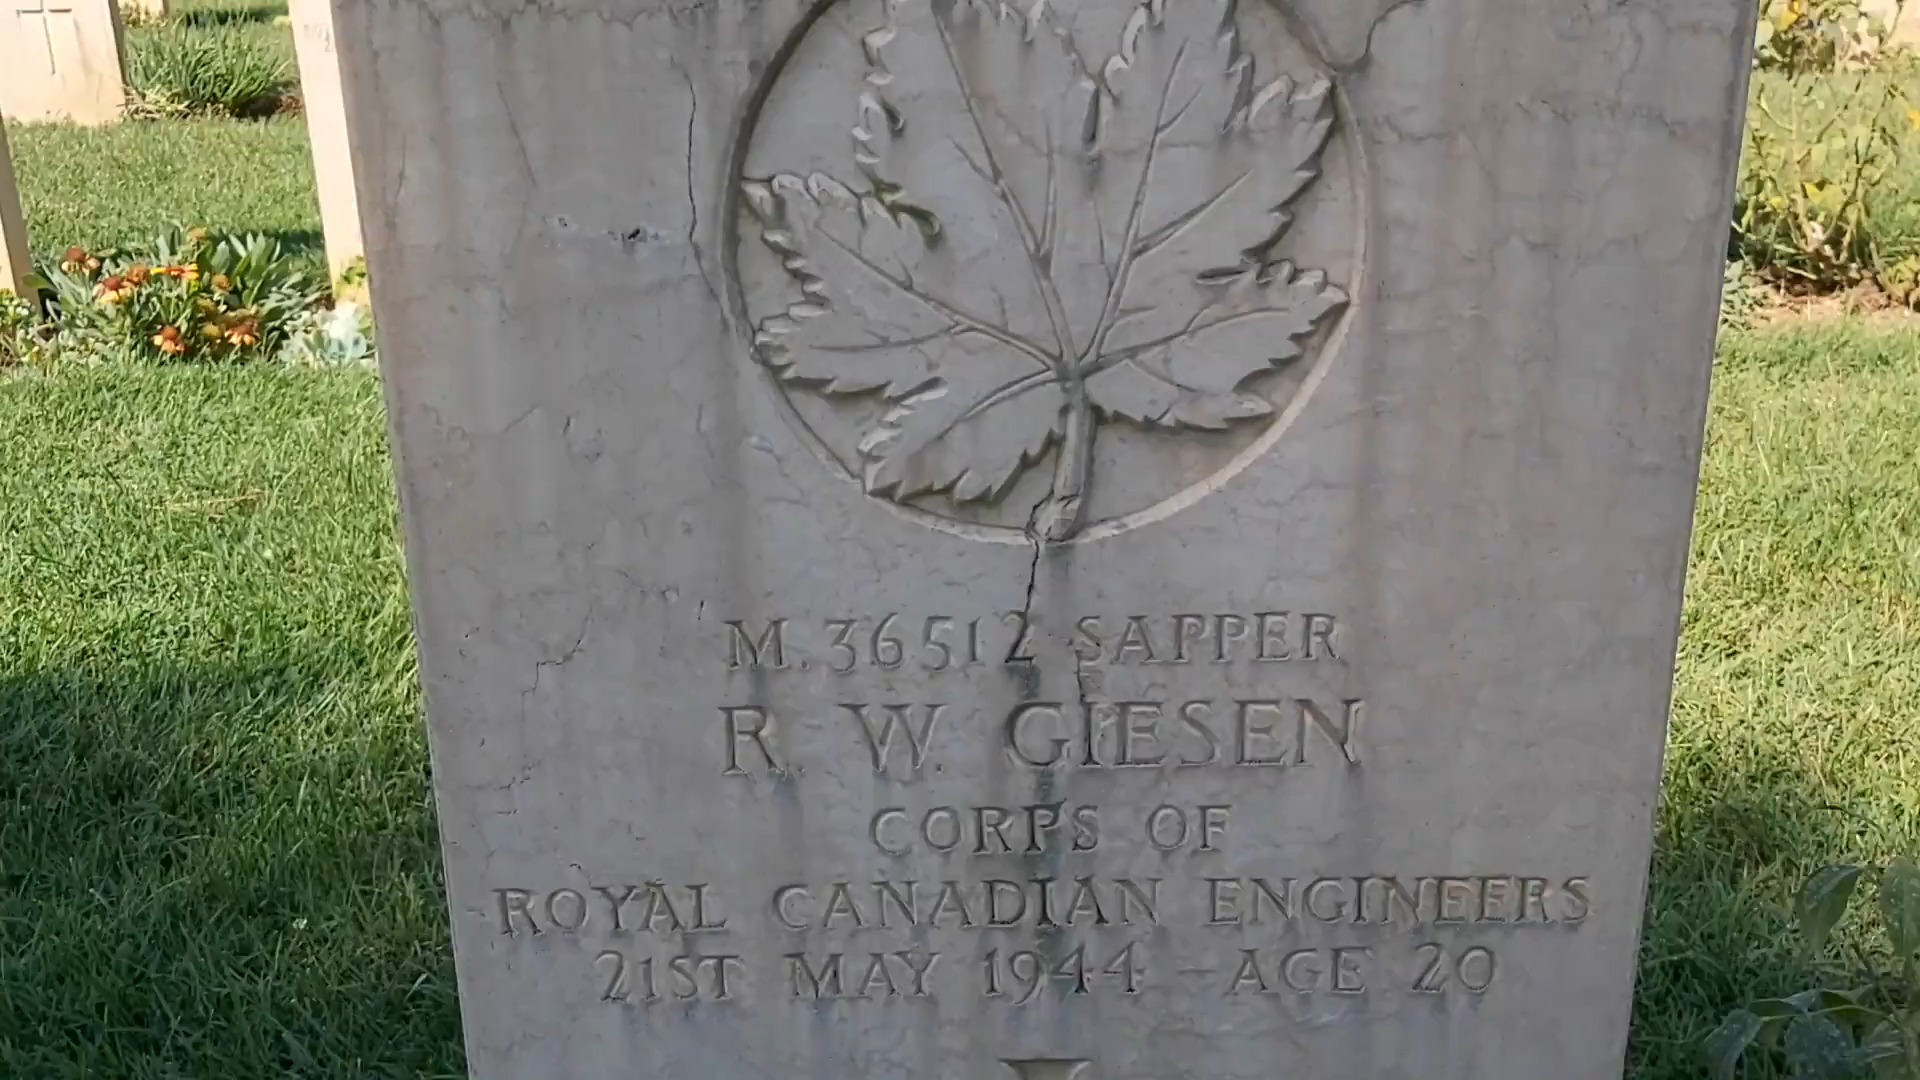 M. 36512 SAPPER
R. W. GIESEN
CORPS OF
ROYAL CANADIAN ENGINEERS
21ST MAY 1944 - AGE 20